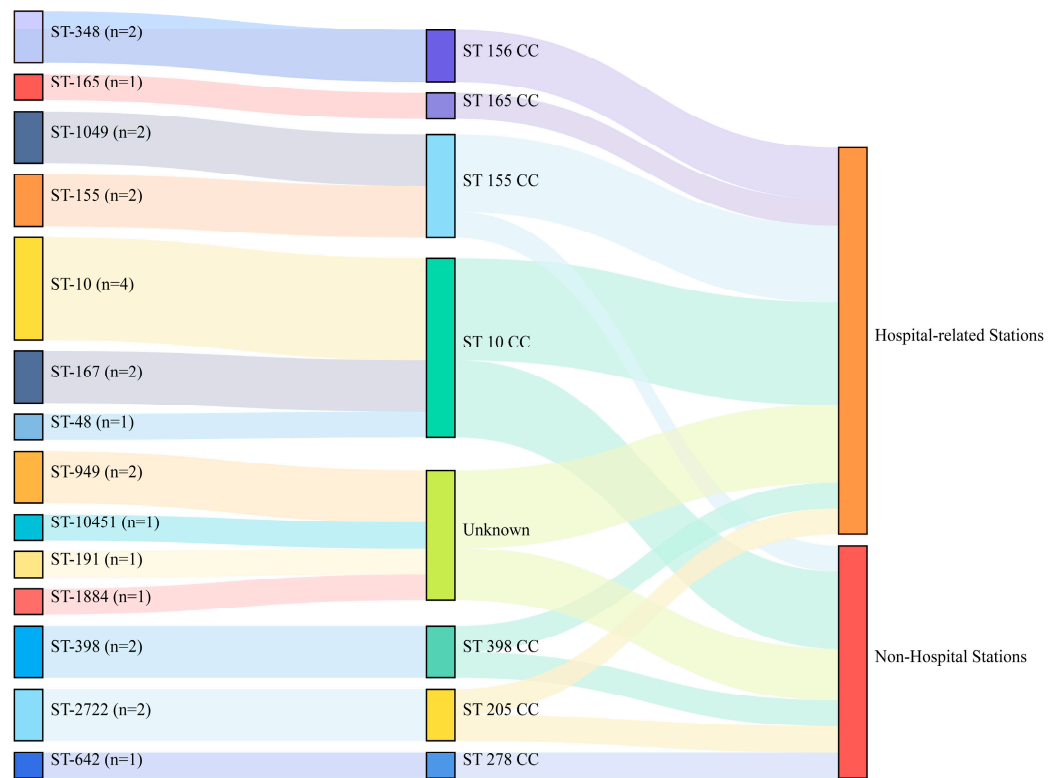 ST-348 (n=2)
ST-165 (n=1)
ST-1049 (n=2)
ST-155 (n=2)
ST-10 (n=4)
ST-167 (n=2)
ST-48 (n=1)
ST-949 (n=2)
ST-10451 (n=1)
ST-191 (n=1)
ST-1884 (n=1)
ST-398 (n=2)
ST-2722 (n=2)
ST-642 (n=1)
ST 156 CC
ST 165 CC
ST 155 CC
ST 10 CC
Unknown
ST 398 CC
ST 205 CC
ST 278 CC
Hospital-related Stations
Non-Hospital Stations